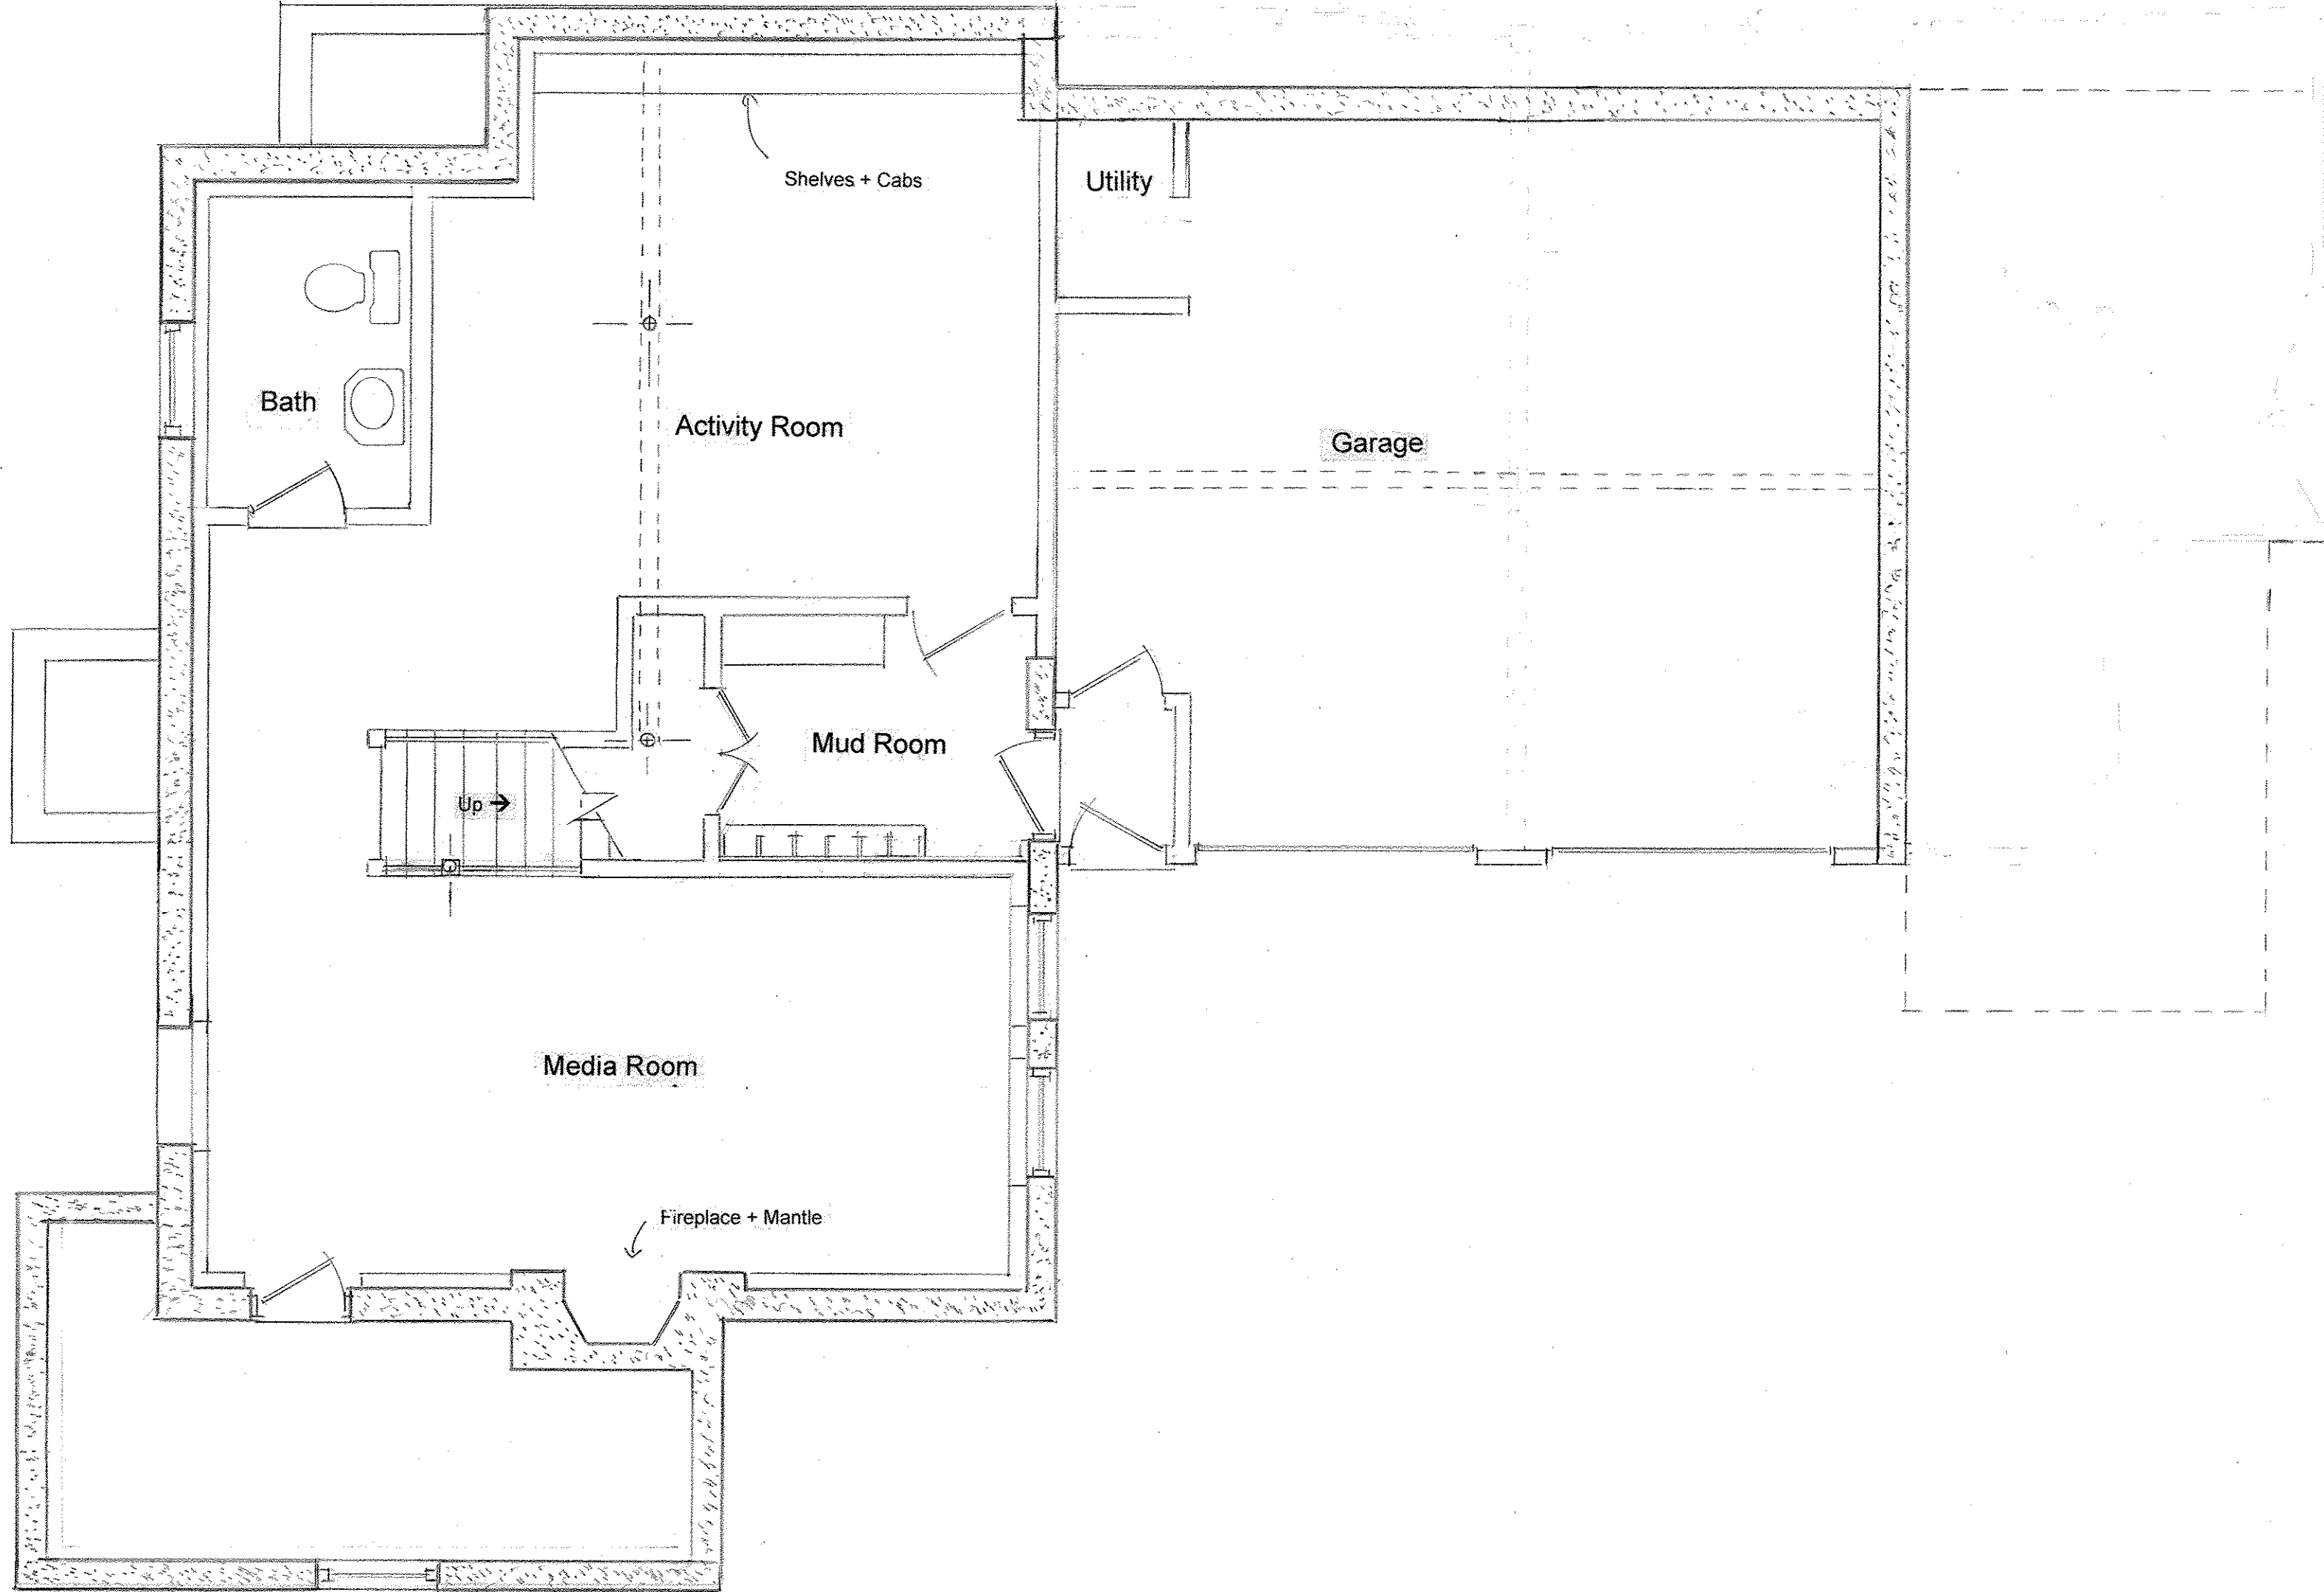 Shelves + Cabs
Utility
Bath
Activity Room
Garage
Mud Room
Up →
Media Room
Fireplace + Mantle